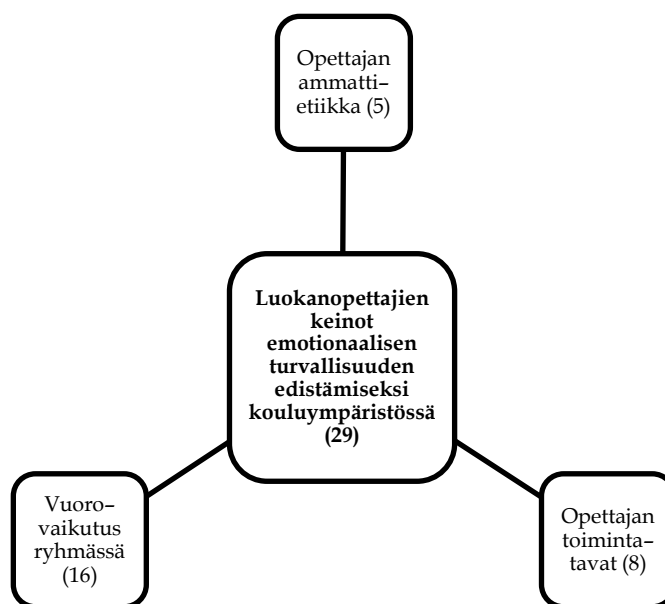 Opettajan
ammatti–
etiikka (5)
Luokanopettajien
keinot
emotionaalisen
turvallisuuden
edistämiseksi
kouluympäristössä
(29)
Vuoro–
vaikutus
ryhmässä
(16)
Opettajan
toiminta–
tavat (8)